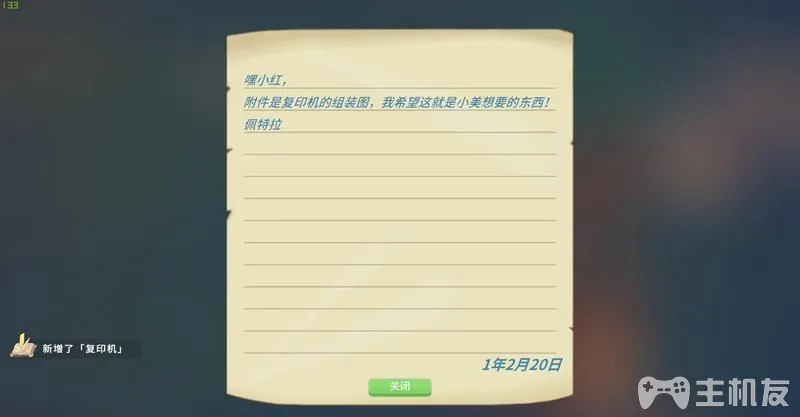 133
嘿小红，
附件是复印机的组装图，我希望这就是小美想要的东西！
佩特拉
新增了「复印机」
1年2月20日
关闭
主机友